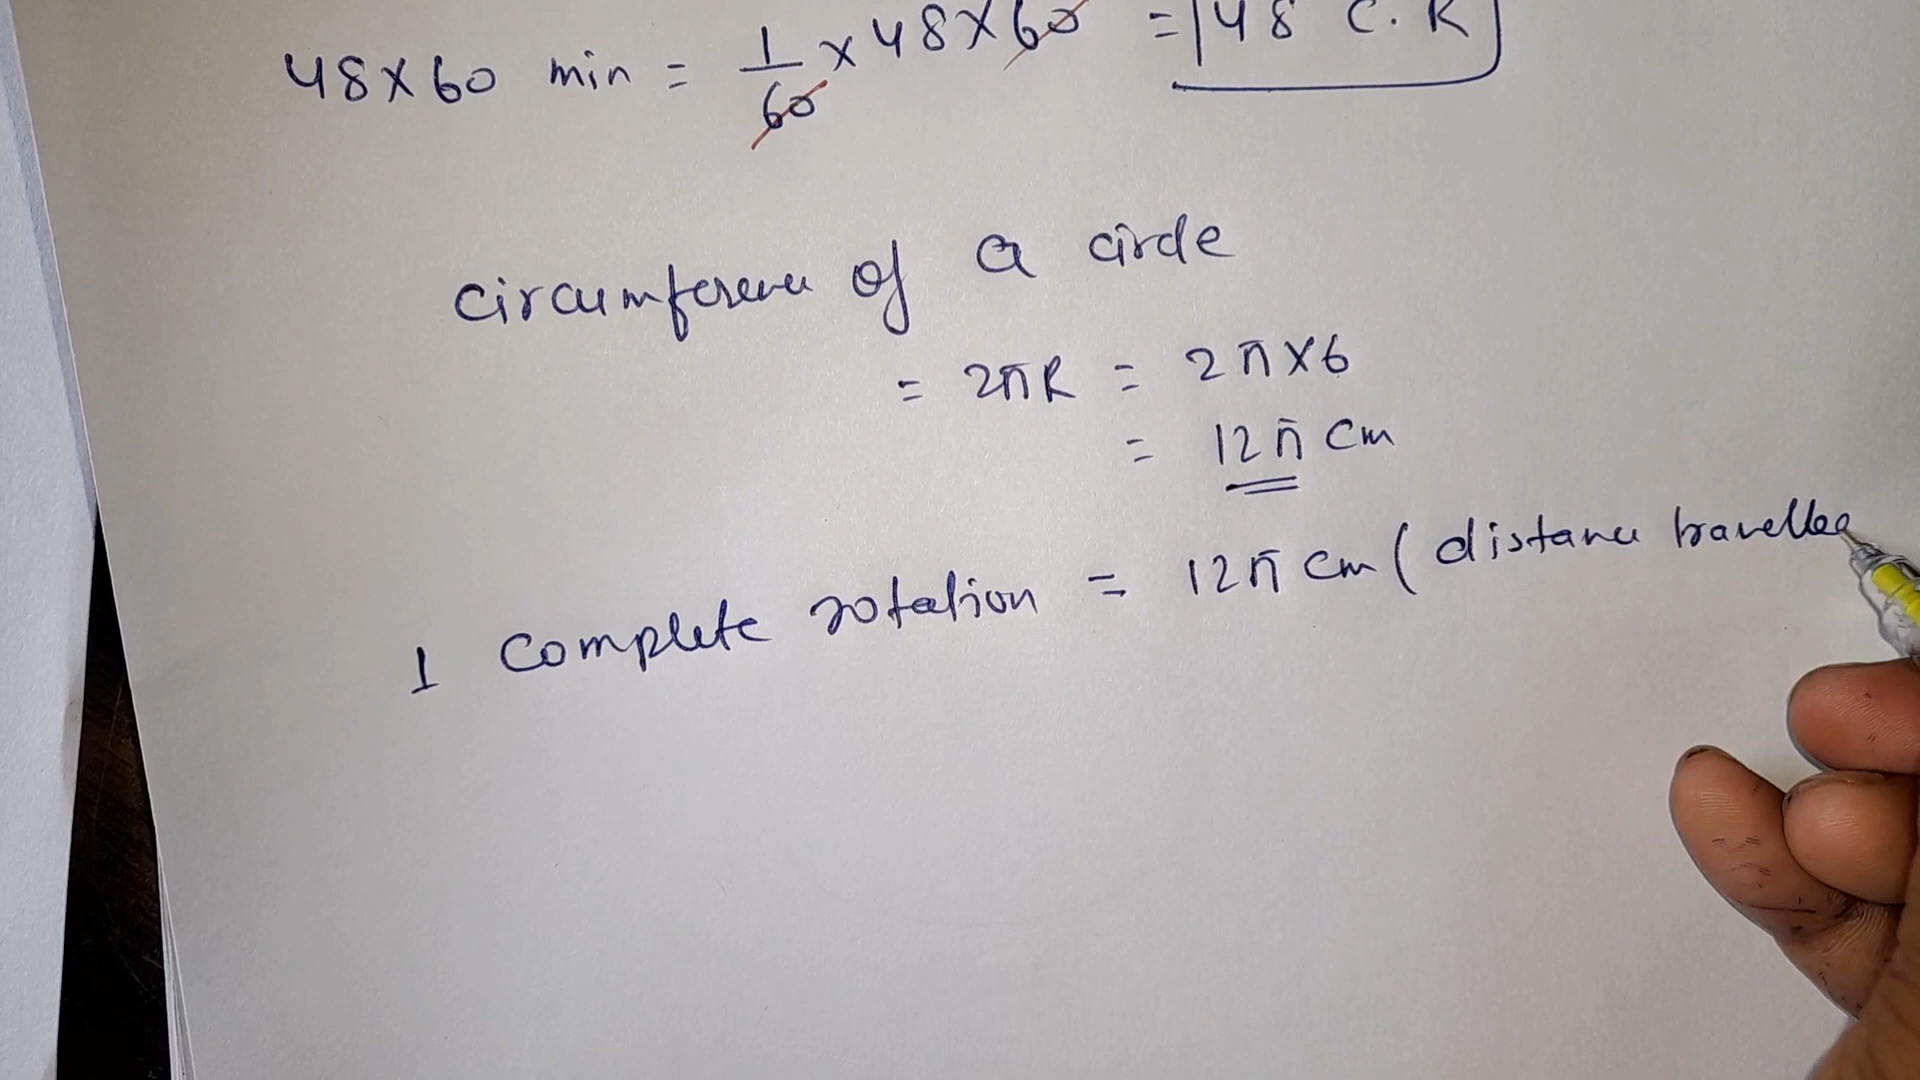 48×60 min = 1/60 × 48×60 = 48 C.R
circumference of a circle
= 2πR = 2π×6
= 12π cm
1 complete rotation = 12π cm (distance travelled